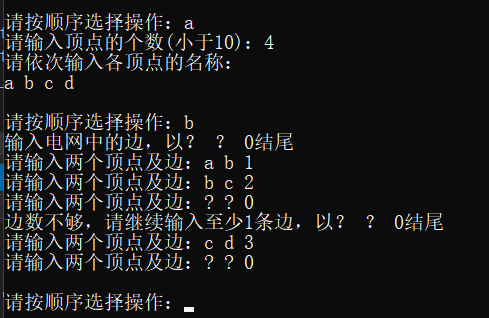 请按顺序选择操作：a
请输入顶点的个数(小于10)：4
请依次输入各顶点的名称：
a b c d
请按顺序选择操作：b
输入电网中的边，以？ ？ 0结尾
请输入两个顶点及边：a b 1
请输入两个顶点及边：b c 2
请输入两个顶点及边：? ? 0
边数不够，请继续输入至少1条边，以？ ？ 0结尾
请输入两个顶点及边：c d 3
请输入两个顶点及边：? ? 0
请按顺序选择操作：